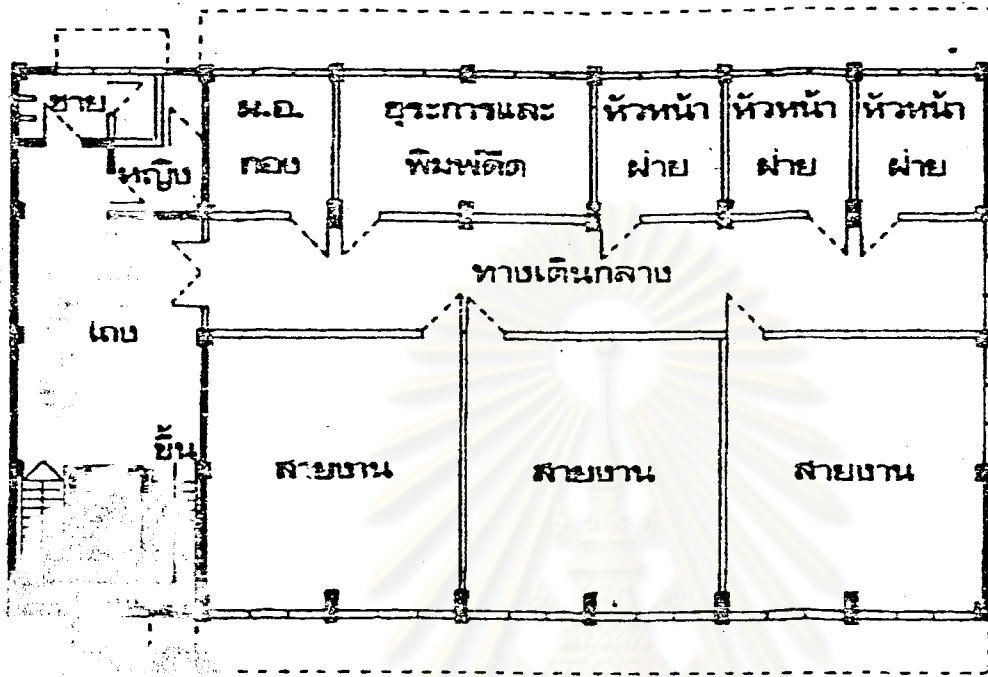 ชาย
หญิง
ผ.อ.
กอง
ธุระการและ
พิมพ์ดีด
หัวหน้า
ฝ่าย
หัวหน้า
ฝ่าย
หัวหน้า
ฝ่าย
ทางเดินกลาง
โถง
ขึ้น
สายงาน
สายงาน
สายงาน